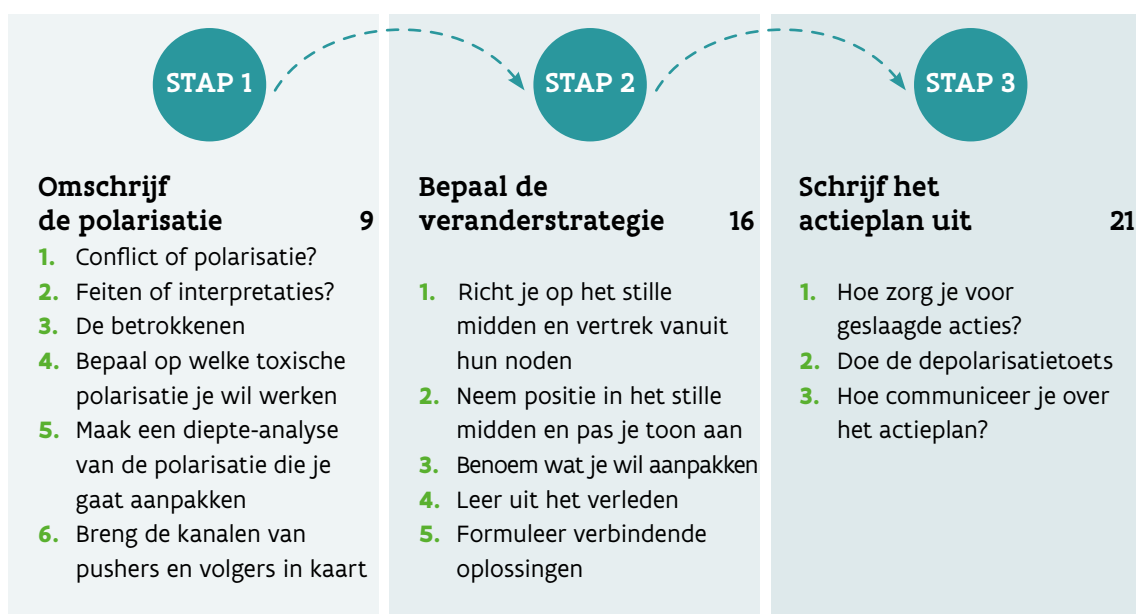 STAP 1
Omschrijf
de polarisatie 9
1. Conflict of polarisatie?
2. Feiten of interpretaties?
3. De betrokkenen
4. Bepaal op welke toxische
polarisatie je wil werken
5. Maak een diepte-analyse
van de polarisatie die je
gaat aanpakken
6. Breng de kanalen van
pushers en volgers in kaart
STAP 2
Bepaal de
veranderstrategie 16
1. Richt je op het stille
midden en vertrek vanuit
hun noden
2. Neem positie in het stille
midden en pas je toon aan
3. Benoem wat je wil aanpakken
4. Leer uit het verleden
5. Formuleer verbindende
oplossingen
STAP 3
Schrijf het
actieplan uit 21
1. Hoe zorg je voor
geslaagde acties?
2. Doe de depolarisatietoets
3. Hoe communiceer je over
het actieplan?